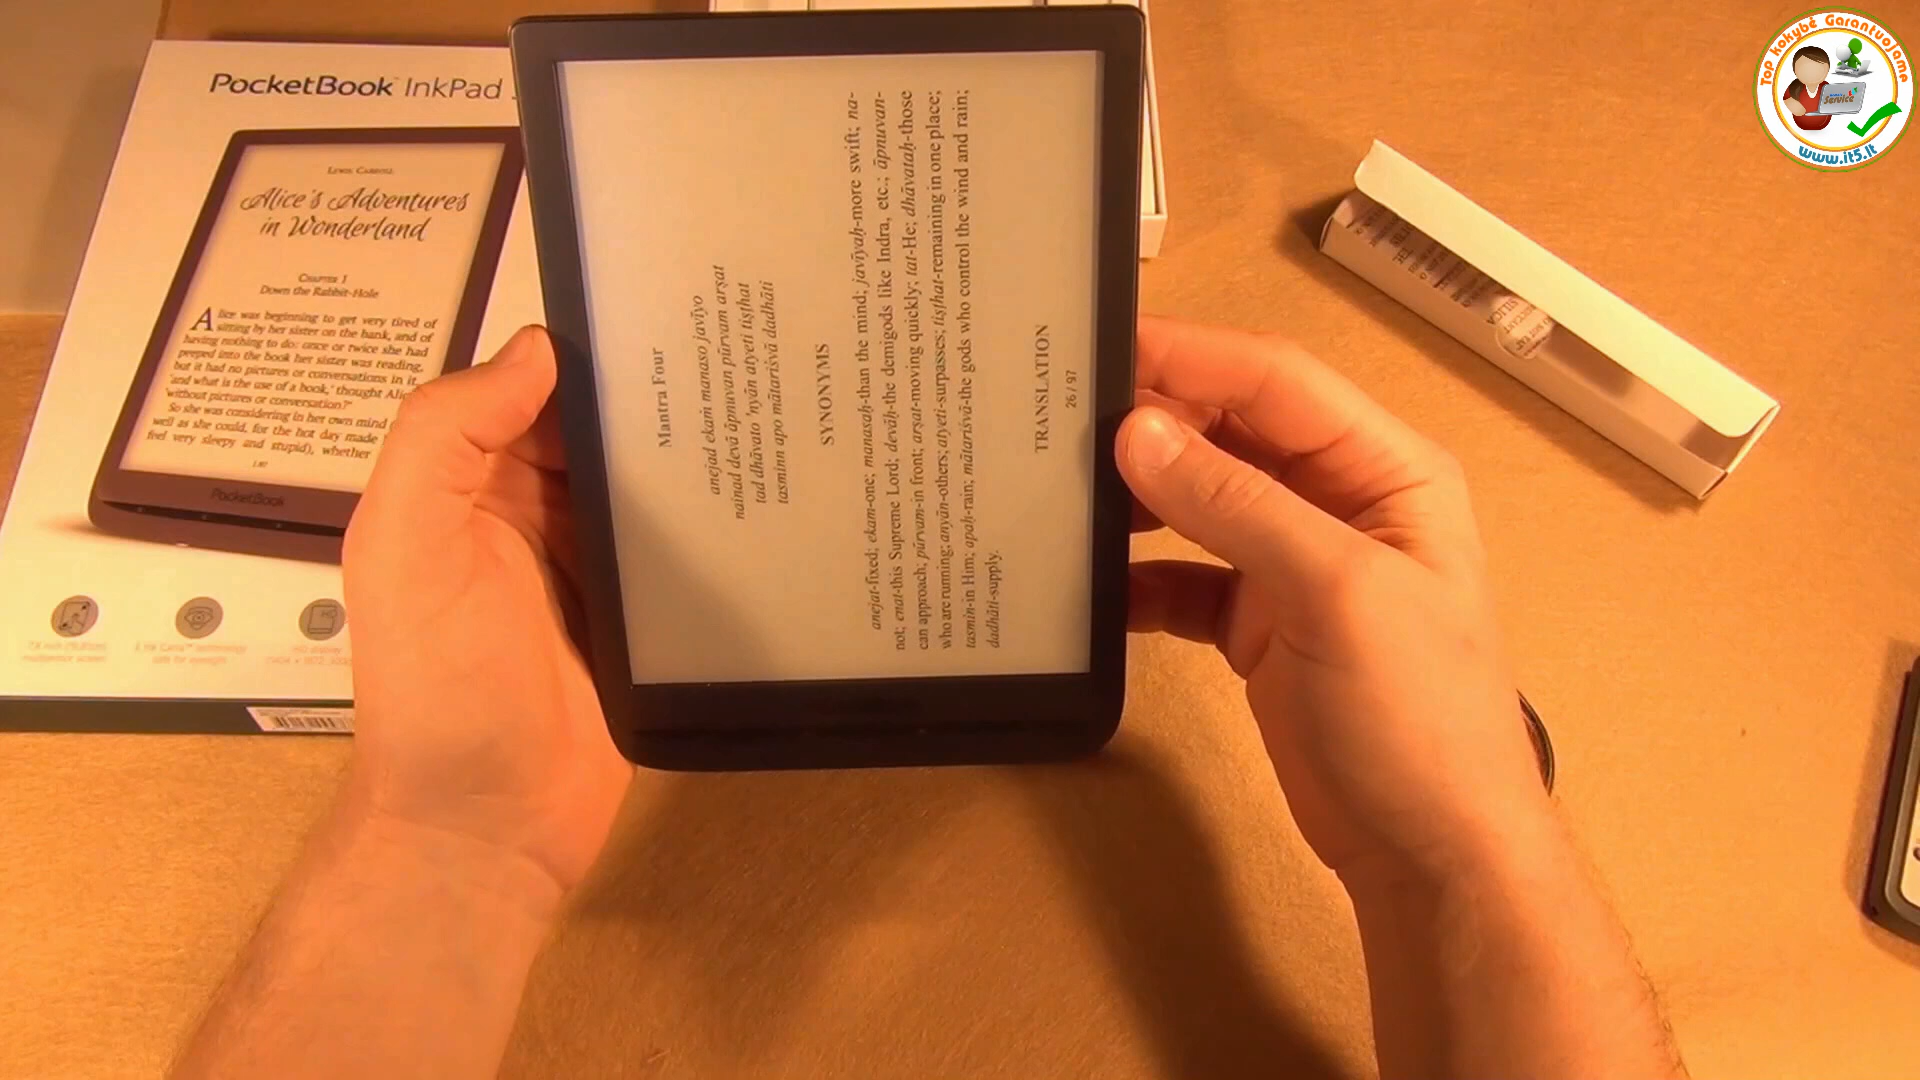 PocketBook InkPad
Lewis Carroll
Alice's Adventures
in Wonderland
Chapter 1
Down the Rabbit-Hole
Alice was beginning to get very tired of
sitting by her sister on the bank, and of
having nothing to do: once or twice she had
peeped into the book her sister was reading,
but it had no pictures or conversations in it,
'and what is the use of a book,' thought Alice
'without pictures or conversation?'
So she was considering in her own mind
well as she could, for the hot day made
feel very sleepy and stupid), whether
PocketBook
Mantra Four
anejad ekaṁ manaso javīyo
nainad devā āpnuvan pūrvam arṣat
tad dhāvato 'nyān atyeti tiṣṭhat
tasminn apo mātariśvā dadhāti
SYNONYMS
anejat-fixed; ekam-one; manasaḥ-than the mind; javīyaḥ-more swift; na-
not; enat-this Supreme Lord; devāḥ-the demigods like Indra, etc.; āpnuvan-
can approach; pūrvam-in front; arṣat-moving quickly; tat-He; dhāvataḥ-those
who are running; anyān-others; atyeti-surpasses; tiṣṭhat-remaining in one place;
tasmin-in Him; apaḥ-rain; mātariśvā-the gods who control the wind and rain;
dadhāti-supply.
TRANSLATION
26 / 97
SILICA
Top kokybė Garantuojame
Service
www.it5.lt